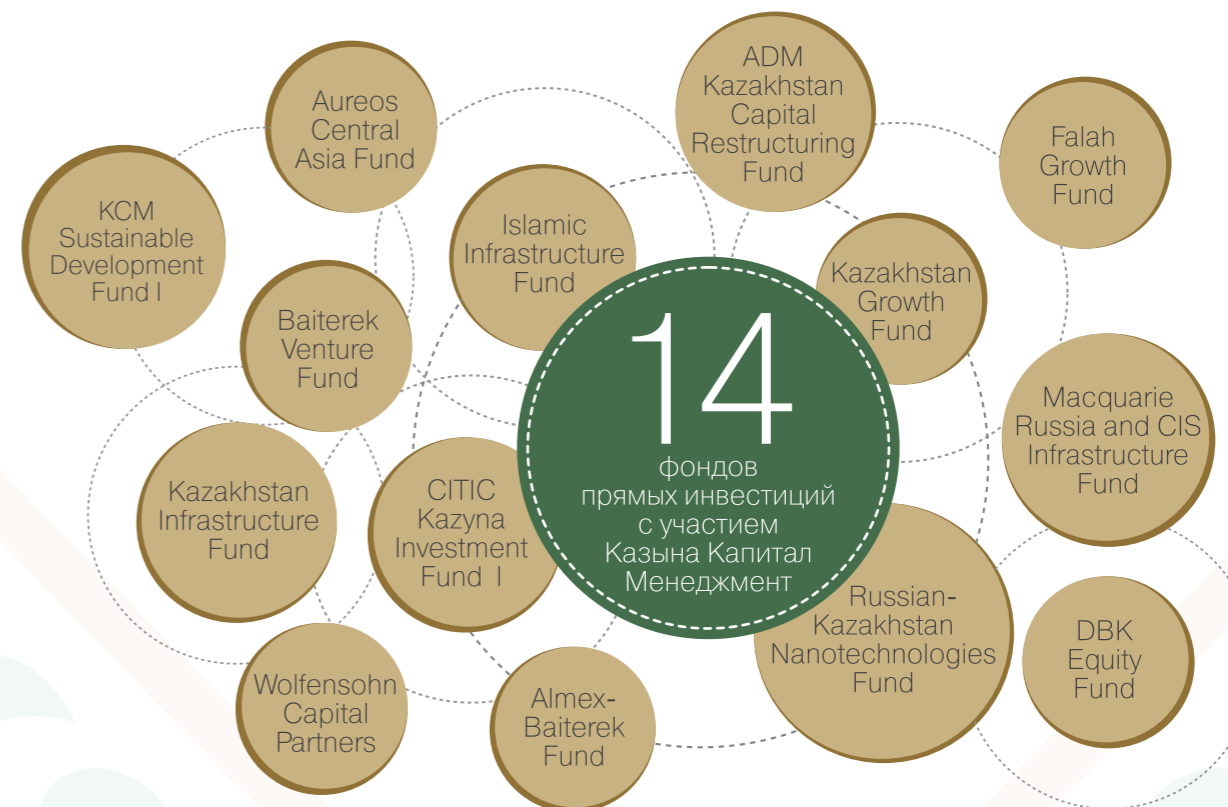 Aureos
Central
Asia Fund
ADM
Kazakhstan
Capital
Restructuring
Fund
Falah
Growth
Fund
KCM
Sustainable
Development
Fund I
Islamic
Infrastructure
Fund
Kazakhstan
Growth
Fund
Baiterek
Venture
Fund
14
фондов
прямых инвестиций
с участием
Казына Капитал
Менеджмент
Macquarie
Russia and CIS
Infrastructure
Fund
Kazakhstan
Infrastructure
Fund
CITIC
Kazyna
Investment
Fund I
Russian-
Kazakhstan
Nanotechnologies
Fund
DBK
Equity
Fund
Wolfensohn
Capital
Partners
Almex-
Baiterek
Fund